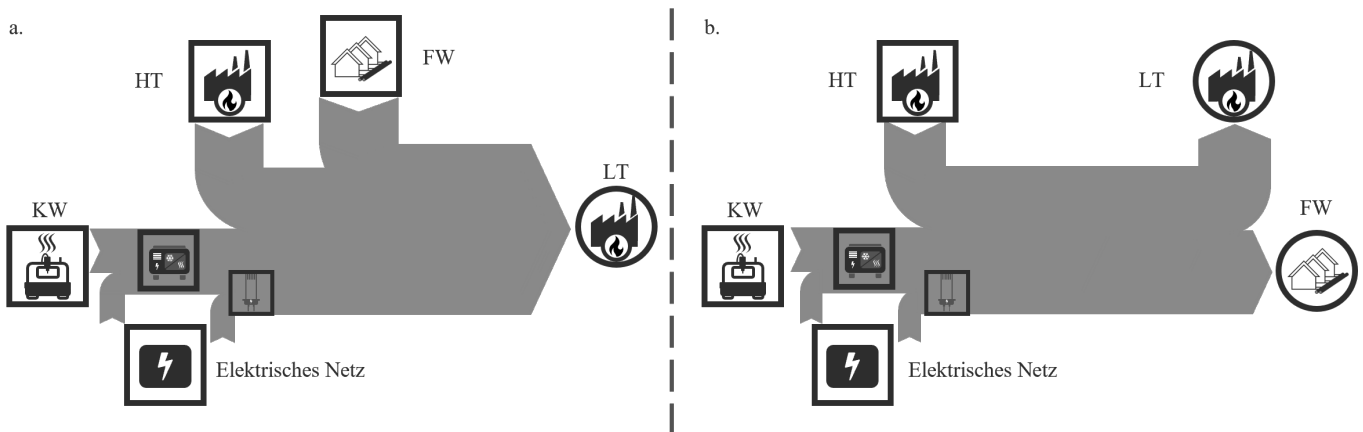 a.
HT
FW
LT
KW
Elektrisches Netz
b.
HT
LT
KW
FW
Elektrisches Netz